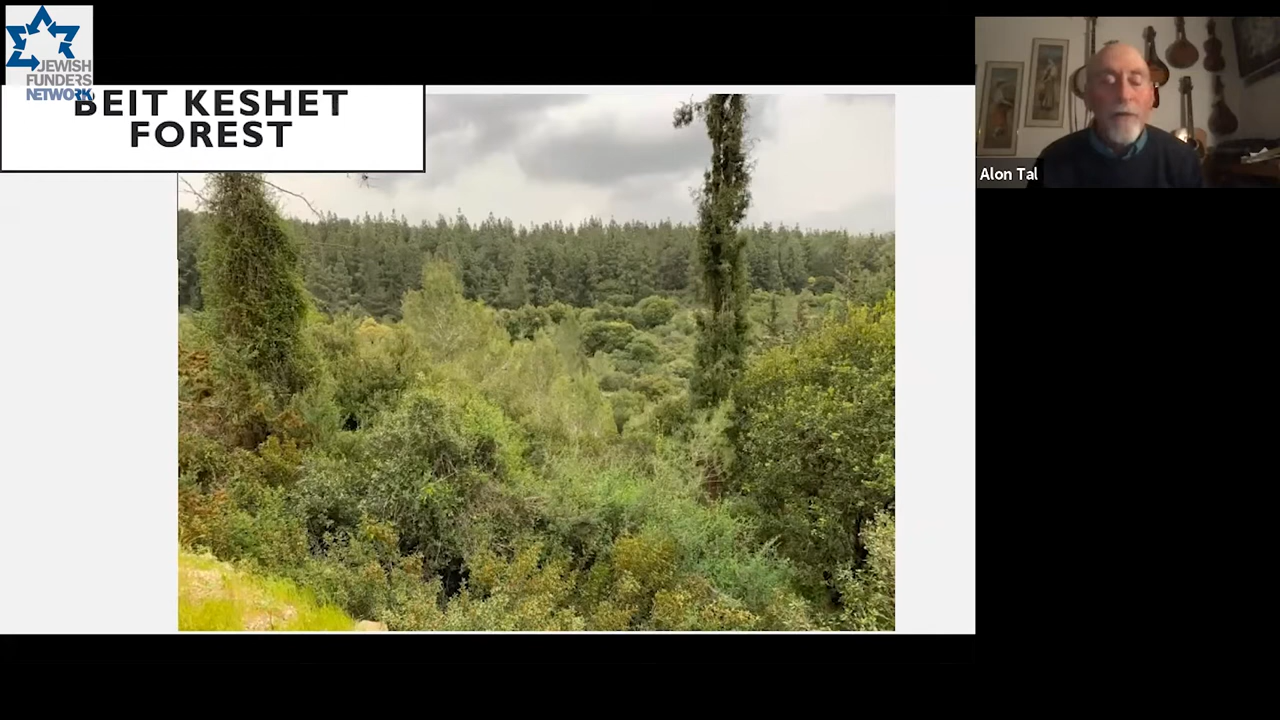 JEWISH
FUNDERS
NETWORK
BEIT KESHET
FOREST
Alon Tal